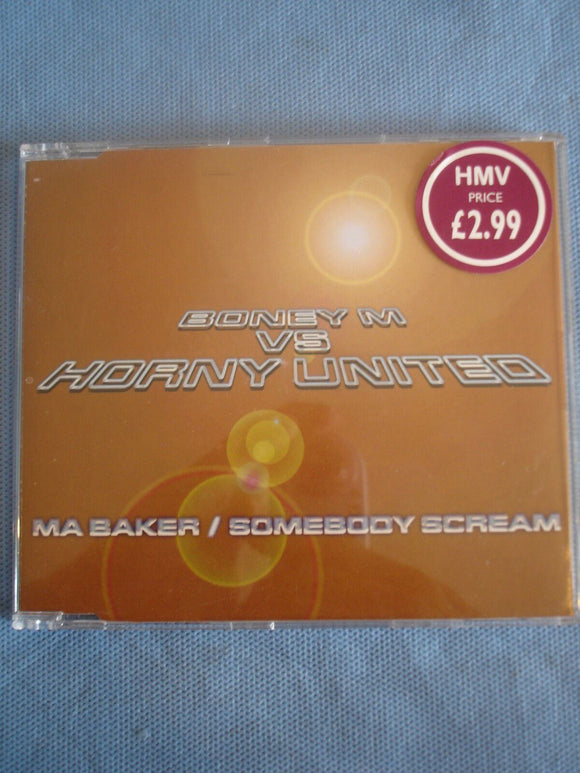 HMV
PRICE
£2.99
BONEY M
VS
HORNY UNITED
MA BAKER / SOMEBODY SCREAM